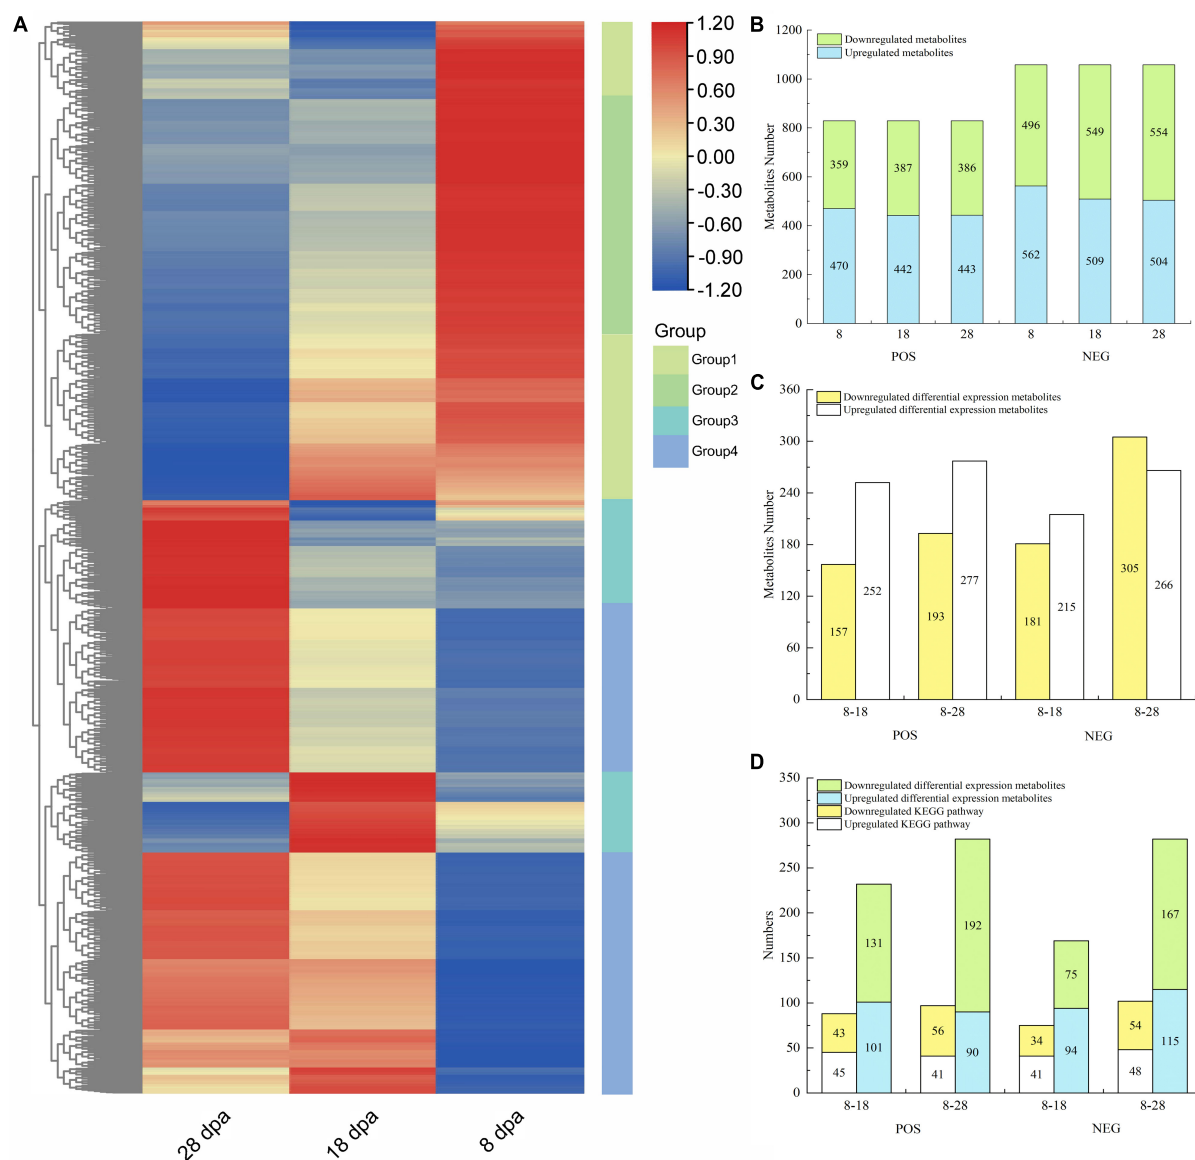 A
1.20
0.90
0.60
0.30
0.00
-0.30
-0.60
-0.90
-1.20
Group
Group1
Group2
Group3
Group4
28 dpa
18 dpa
8 dpa
B
Downregulated metabolites
Upregulated metabolites
Metabolites Number
1200
1000
800
600
400
200
0
359
387
386
496
549
554
470
442
443
562
509
504
8
18
28
8
18
28
POS
NEG
C
Downregulated differential expression metabolites
Upregulated differential expression metabolites
Metabolites Number
360
300
240
180
120
60
0
157
252
193
277
181
215
305
266
8-18
8-28
8-18
8-28
POS
NEG
D
Downregulated differential expression metabolites
Upregulated differential expression metabolites
Downregulated KEGG pathway
Upregulated KEGG pathway
Numbers
350
300
250
200
150
100
50
0
43
45
131
101
56
41
192
90
34
41
75
94
54
48
167
115
8-18
8-28
8-18
8-28
POS
NEG